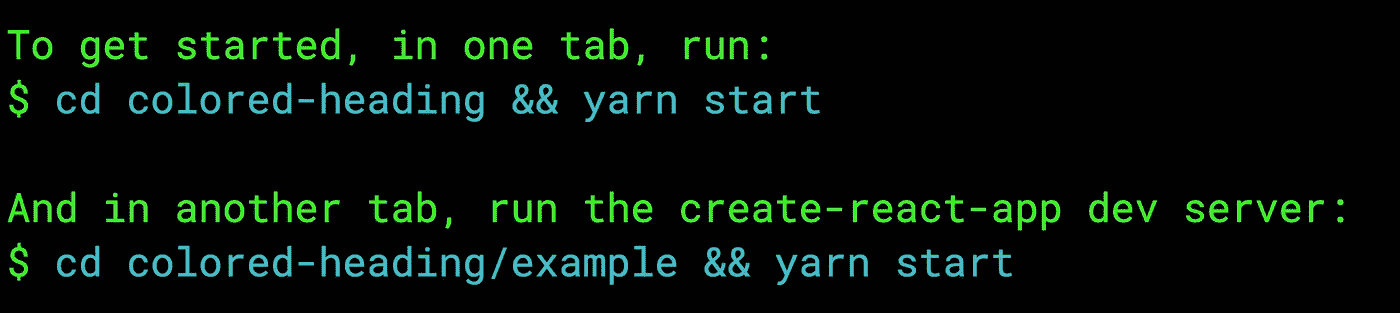 To get started, in one tab, run:
$ cd colored-heading && yarn start
And in another tab, run the create-react-app dev server:
$ cd colored-heading/example && yarn start